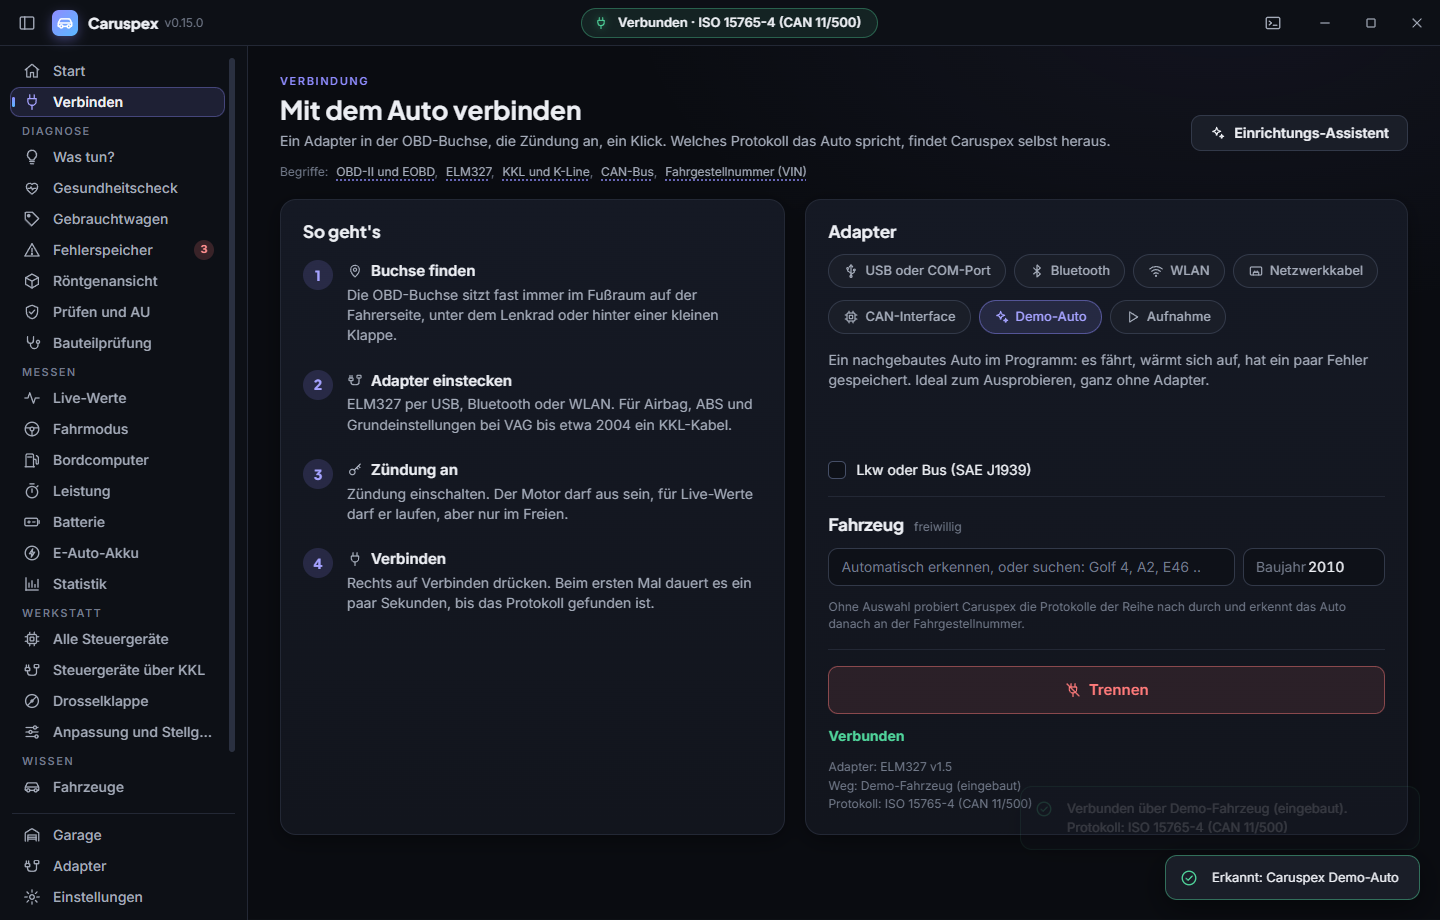 Caruspex v0.15.0
Verbunden · ISO 15765-4 (CAN 11/500)
Start
Verbinden
DIAGNOSE
Was tun?
Gesundheitscheck
Gebrauchtwagen
Fehlerspeicher 3
Röntgenansicht
Prüfen und AU
Bauteilprüfung
MESSEN
Live-Werte
Fahrmodus
Bordcomputer
Leistung
Batterie
E-Auto-Akku
Statistik
WERKSTATT
Alle Steuergeräte
Steuergeräte über KKL
Drosselklappe
Anpassung und Stellg...
WISSEN
Fahrzeuge
Garage
Adapter
Einstellungen
VERBINDUNG
Mit dem Auto verbinden
Ein Adapter in der OBD-Buchse, die Zündung an, ein Klick. Welches Protokoll das Auto spricht, findet Caruspex selbst heraus.
Begriffe: OBD-II und EOBD, ELM327, KKL und K-Line, CAN-Bus, Fahrgestellnummer (VIN)
Einrichtungs-Assistent
So geht's
1 Buchse finden
Die OBD-Buchse sitzt fast immer im Fußraum auf der
Fahrerseite, unter dem Lenkrad oder hinter einer kleinen
Klappe.
2 Adapter einstecken
ELM327 per USB, Bluetooth oder WLAN. Für Airbag, ABS und
Grundeinstellungen bei VAG bis etwa 2004 ein KKL-Kabel.
3 Zündung an
Zündung einschalten. Der Motor darf aus sein, für Live-Werte
darf er laufen, aber nur im Freien.
4 Verbinden
Rechts auf Verbinden drücken. Beim ersten Mal dauert es ein
paar Sekunden, bis das Protokoll gefunden ist.
Adapter
USB oder COM-Port Bluetooth WLAN Netzwerkkabel
CAN-Interface Demo-Auto Aufnahme
Ein nachgebautes Auto im Programm: es fährt, wärmt sich auf, hat ein paar Fehler
gespeichert. Ideal zum Ausprobieren, ganz ohne Adapter.
Lkw oder Bus (SAE J1939)
Fahrzeug freiwillig
Automatisch erkennen, oder suchen: Golf 4, A2, E46 ..
Baujahr 2010
Ohne Auswahl probiert Caruspex die Protokolle der Reihe nach durch und erkennt das Auto
danach an der Fahrgestellnummer.
Trennen
Verbunden
Adapter: ELM327 v1.5
Weg: Demo-Fahrzeug (eingebaut)
Protokoll: ISO 15765-4 (CAN 11/500)
Verbunden über Demo-Fahrzeug (eingebaut).
Protokoll: ISO 15765-4 (CAN 11/500)
Erkannt: Caruspex Demo-Auto